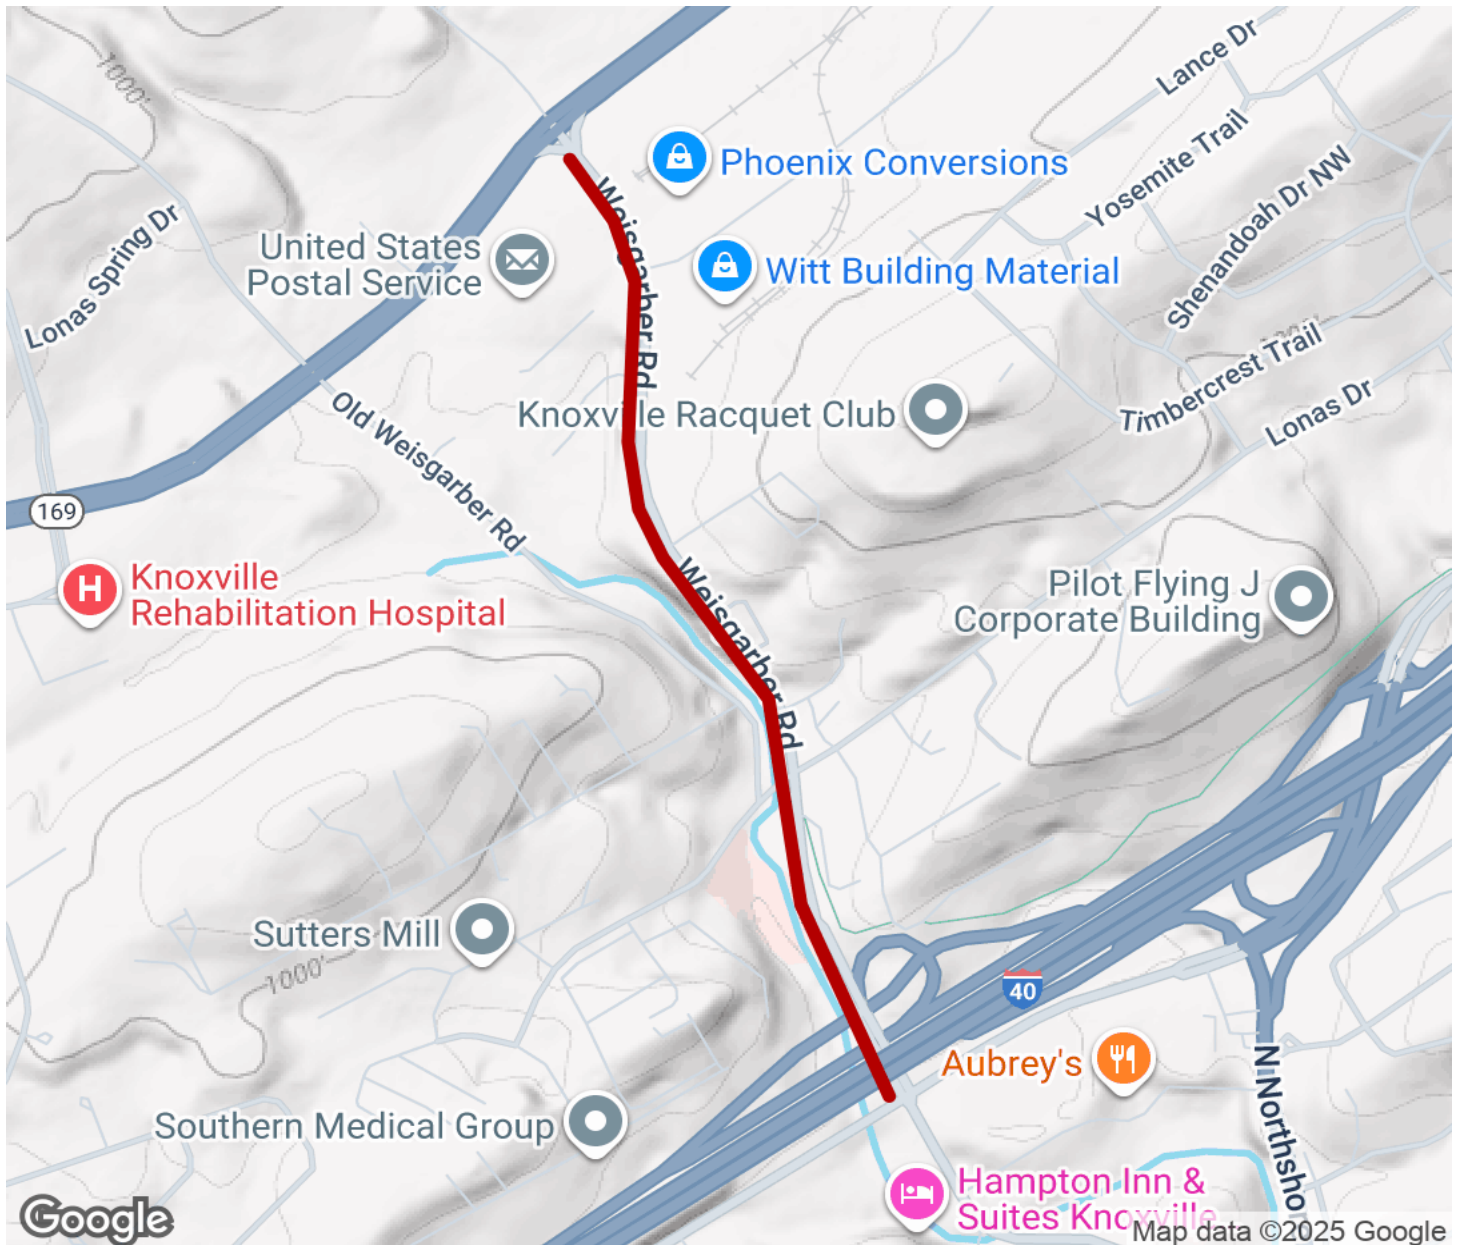 1000'
Lance Dr
Phoenix Conversions
Yosemite Trail
Weisgarber Rd
Shenandoah Dr NW
Lonas Spring Dr
United States
Postal Service
Witt Building Material
Timbercrest Trail
Knoxville Racquet Club
Lonas Dr
Old Weisgarber Rd
169
H
Knoxville
Rehabilitation Hospital
Weisgarber Rd
Pilot Flying J
Corporate Building
Sutters Mill
1000'
40
Aubrey's
N Northshor
Southern Medical Group
Hampton Inn &
Suites Knoxville
Google
Map data ©2025 Google